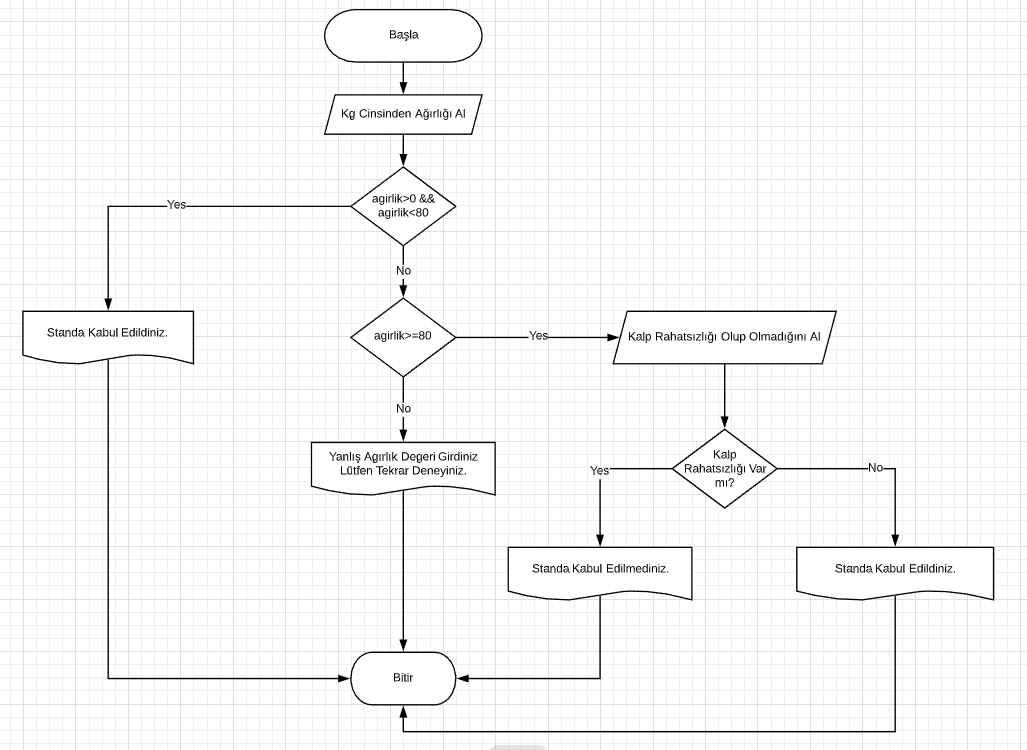 Başla
Kg Cinsinden Ağırlığı Al
agirlik>0 &&
agirlik<80
Yes
No
Standa Kabul Edildiniz.
agirlik>=80
Yes
Kalp Rahatsızlığı Olup Olmadığını Al
No
Yanlış Agırlık Degeri Girdiniz
Lütfen Tekrar Deneyiniz.
Kalp
Rahatsızlığı Var
mı?
Yes
No
Standa Kabul Edilmediniz.
Standa Kabul Edildiniz.
Bitir